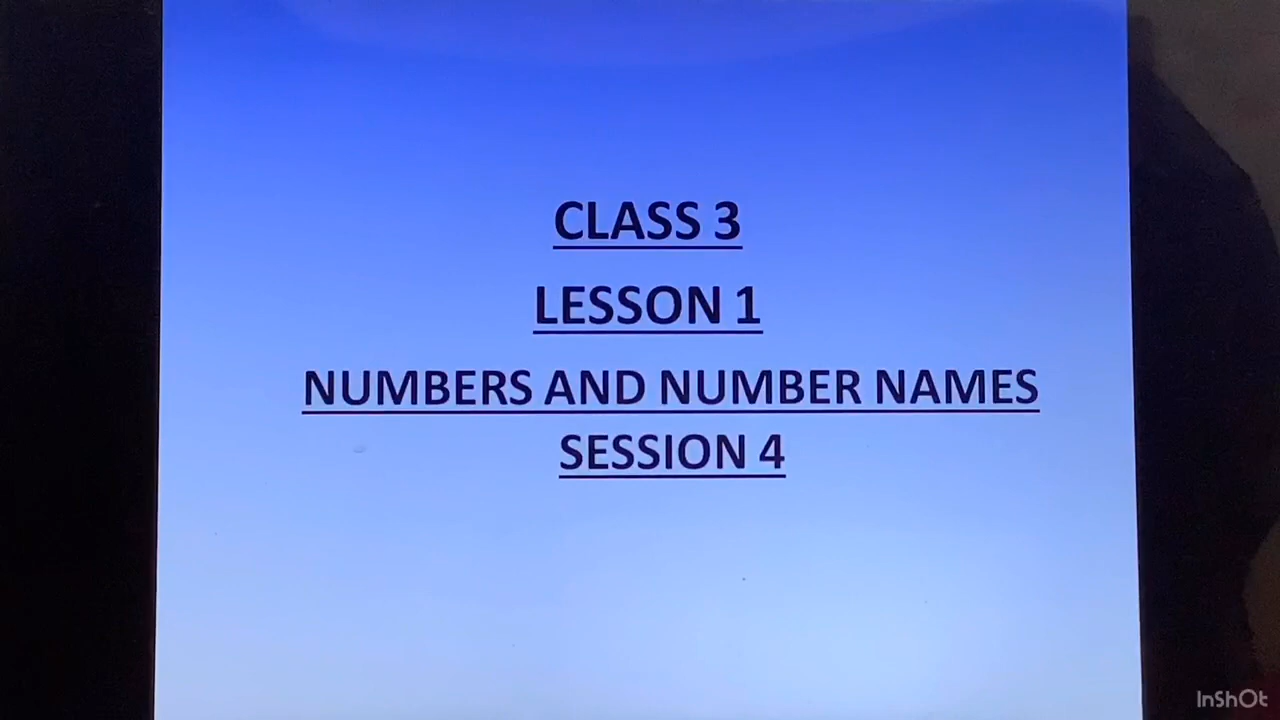 CLASS 3
LESSON 1
NUMBERS AND NUMBER NAMES
SESSION 4
InShOt